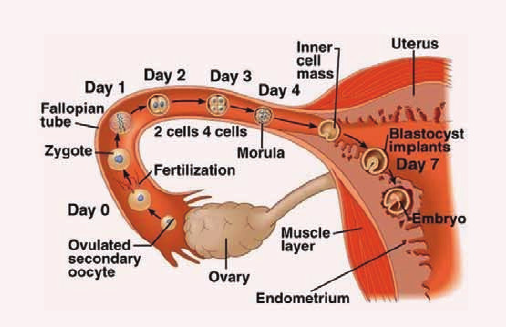 Inner
cell
mass
Uterus
Day 1
Day 2
Day 3
Day 4
Fallopian
tube
2 cells 4 cells
Blastocyst
implants
Day 7
Zygote
Morula
Fertilization
Day 0
Embryo
Ovulated
secondary
oocyte
Muscle
layer
Ovary
Endometrium